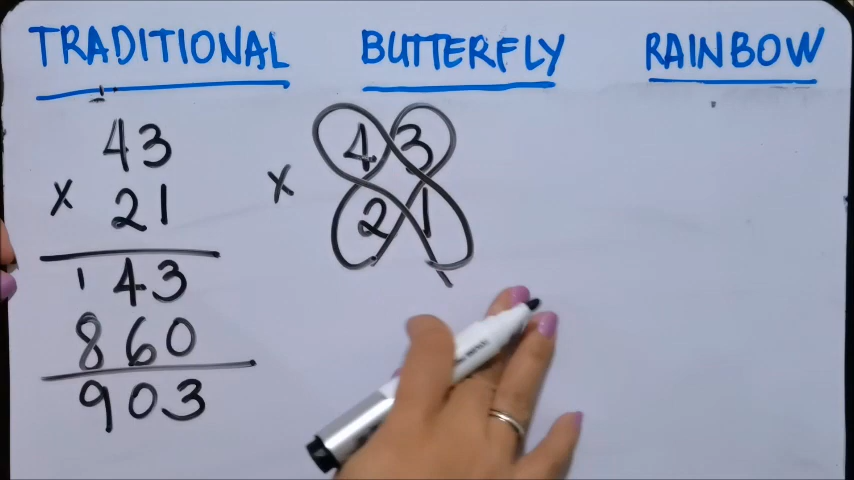 TRADITIONAL BUTTERFLY RAINBOW
43
x 21
1 43
860
903
x 43
21